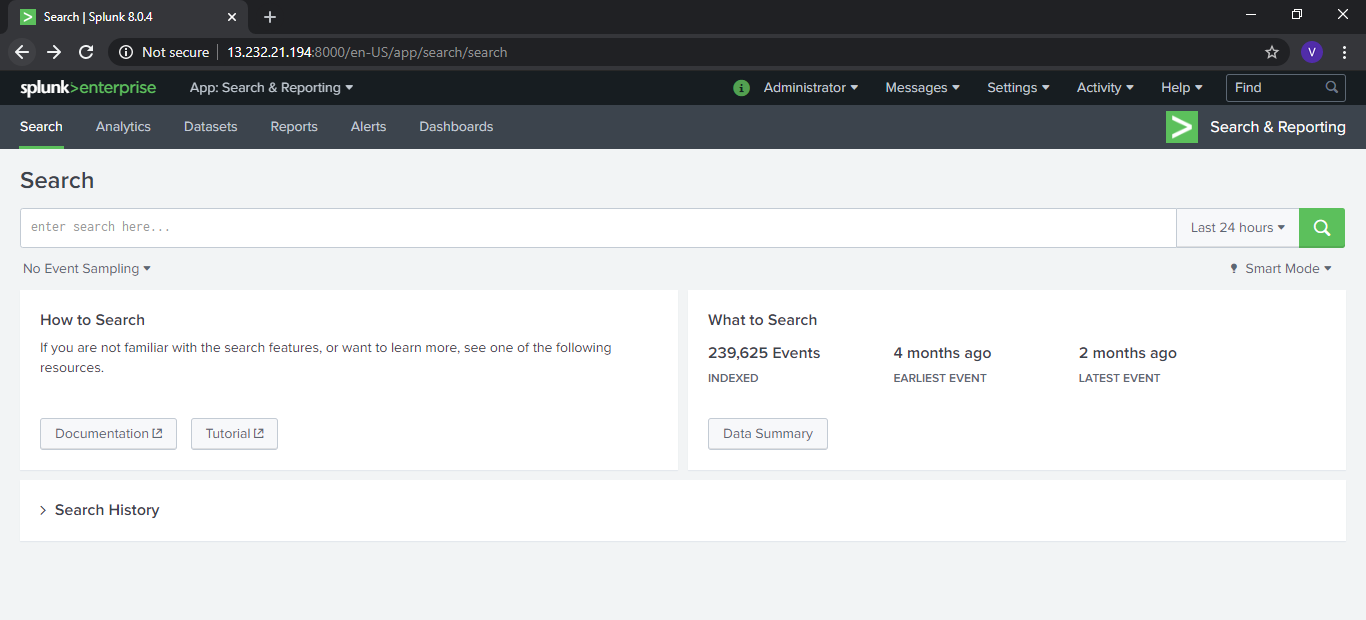 Search | Splunk 8.0.4
Not secure | 13.232.21.194:8000/en-US/app/search/search
V
splunk>enterprise App: Search & Reporting
i Administrator Messages Settings Activity Help Find
Search Analytics Datasets Reports Alerts Dashboards
> Search & Reporting
Search
enter search here...
Last 24 hours
No Event Sampling
Smart Mode
How to Search
If you are not familiar with the search features, or want to learn more, see one of the following
resources.
Documentation Tutorial
What to Search
239,625 Events 4 months ago 2 months ago
INDEXED EARLIEST EVENT LATEST EVENT
Data Summary
> Search History